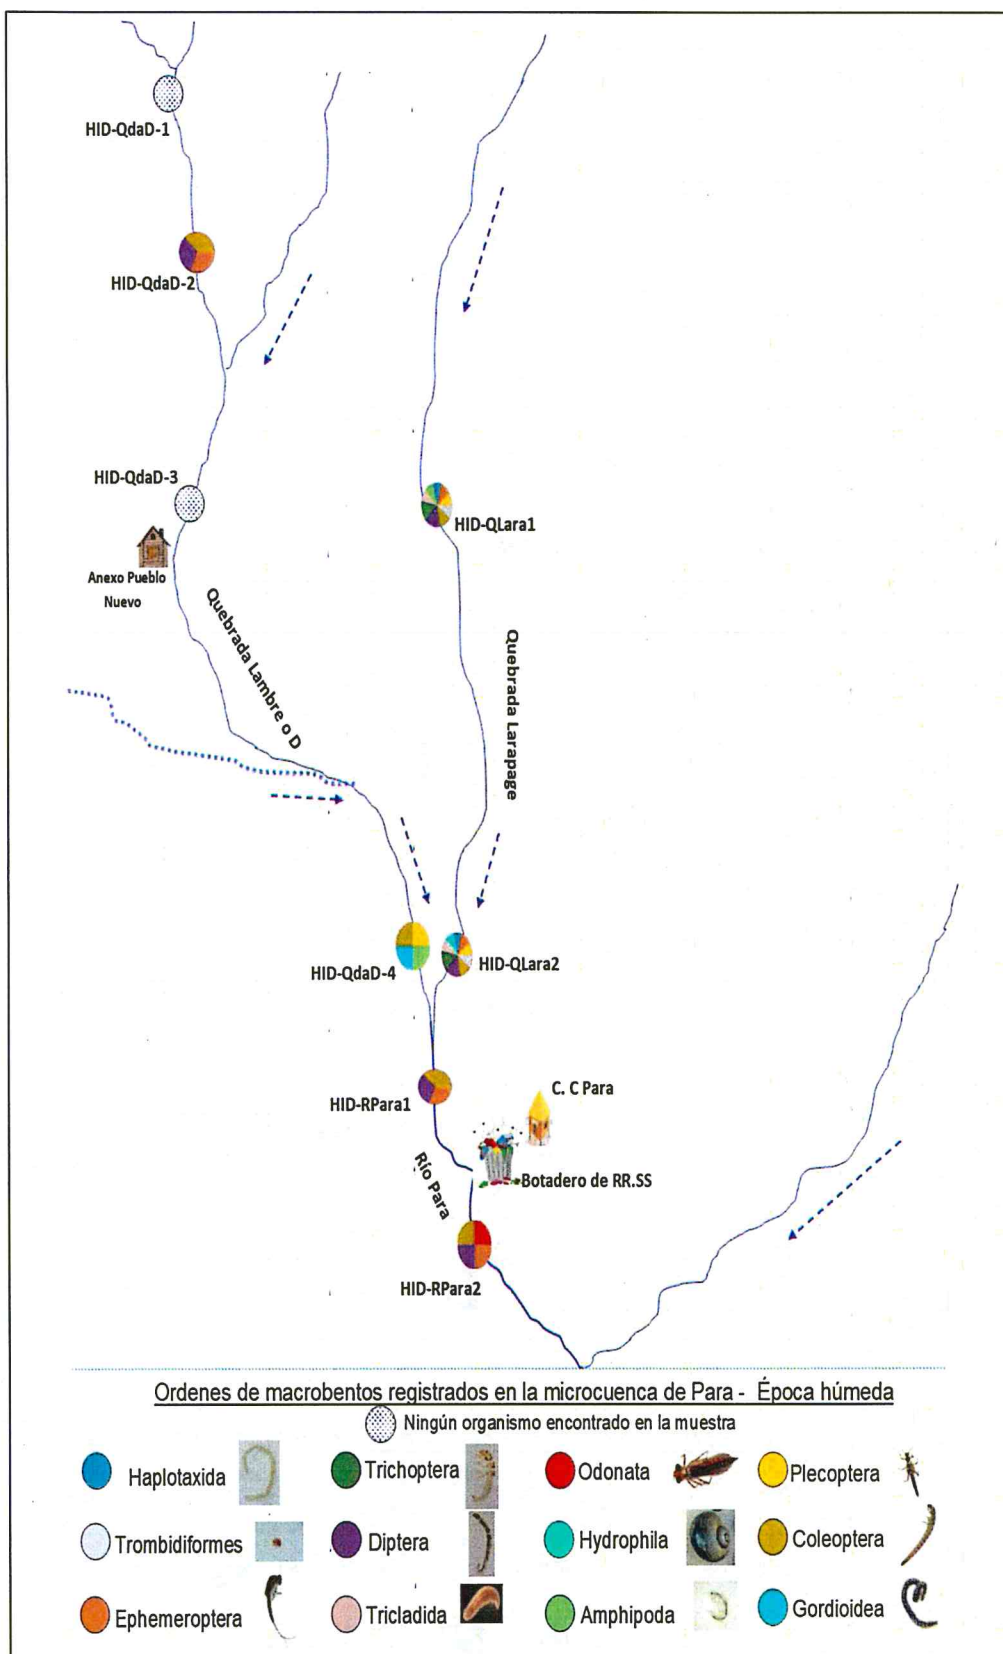 HID-QdaD-1
HID-QdaD-2
HID-QdaD-3
HID-QLara1
Anexo Pueblo
Nuevo
Quebrada Lambre o D
Quebrada Larapage
HID-QdaD-4
HID-QLara2
HID-RPara1
C. C Para
Botadero de RR.SS
Río Para
HID-RPara2
Ordenes de macrobentos registrados en la microcuenca de Para - Época húmeda
Ningún organismo encontrado en la muestra
Haplotaxida
Trichoptera
Odonata
Plecoptera
Trombidiformes
Diptera
Hydrophila
Coleoptera
Ephemeroptera
Tricladida
Amphipoda
Gordioidea